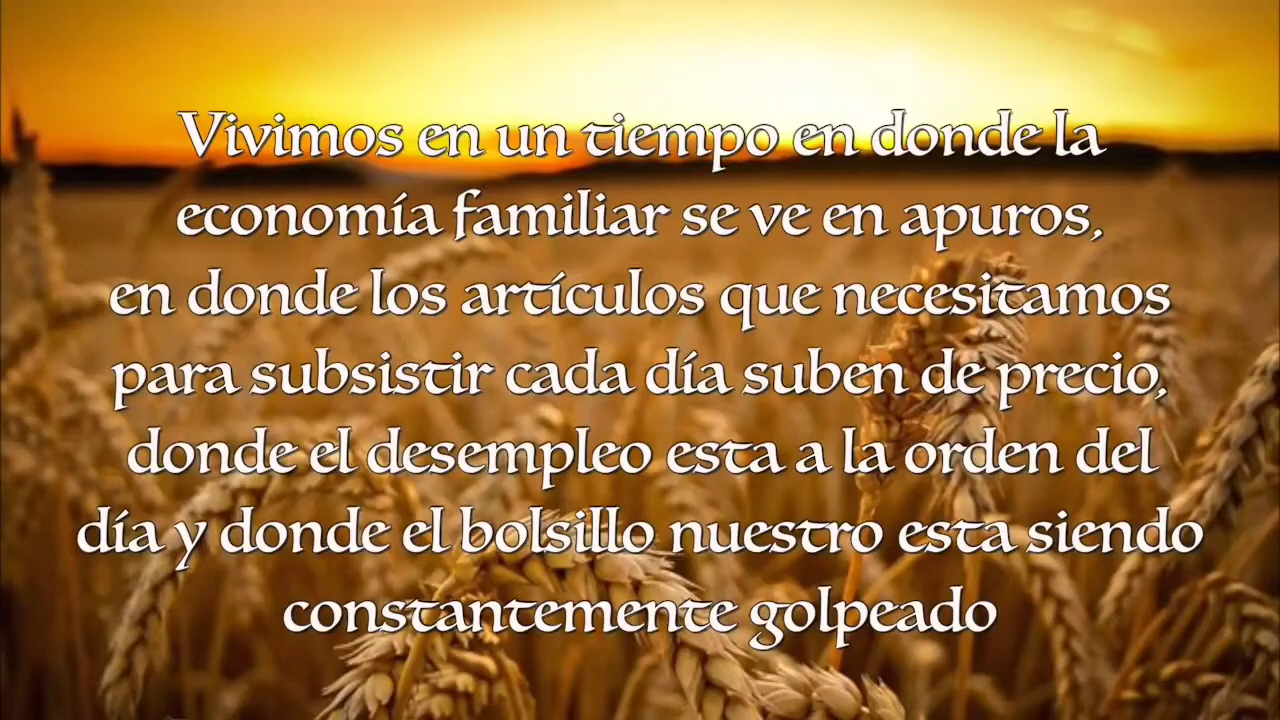 Vivimos en un tiempo en donde la
economía familiar se ve en apuros,
en donde los artículos que necesitamos
para subsistir cada día suben de precio,
donde el desempleo esta a la orden del
día y donde el bolsillo nuestro esta siendo
constantemente golpeado